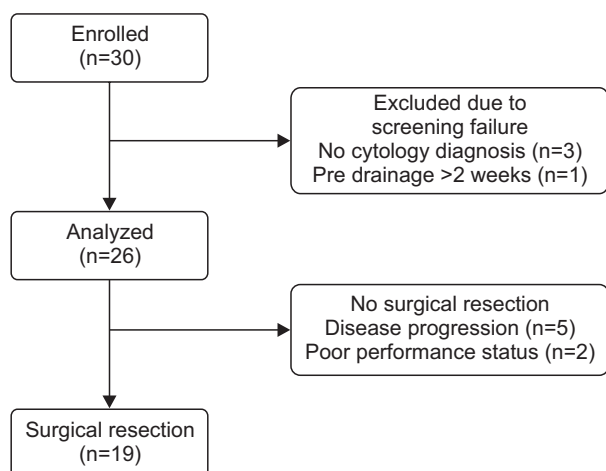 Enrolled
(n=30)
Excluded due to
screening failure
No cytology diagnosis (n=3)
Pre drainage >2 weeks (n=1)
Analyzed
(n=26)
No surgical resection
Disease progression (n=5)
Poor performance status (n=2)
Surgical resection
(n=19)